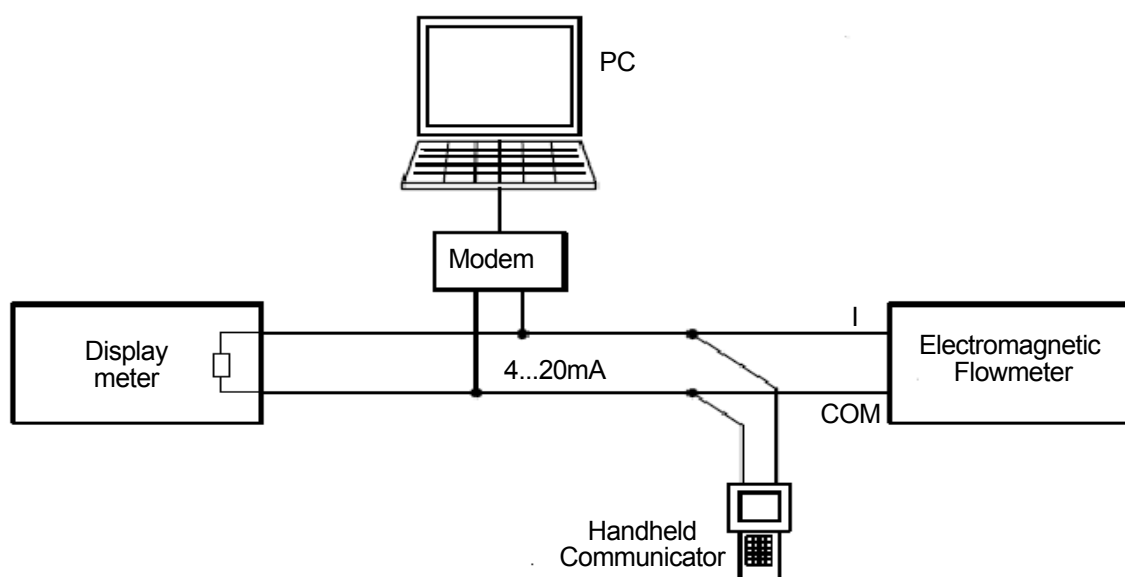 PC
Modem
I
Display
meter
4...20mA
Electromagnetic
Flowmeter
COM
Handheld
Communicator